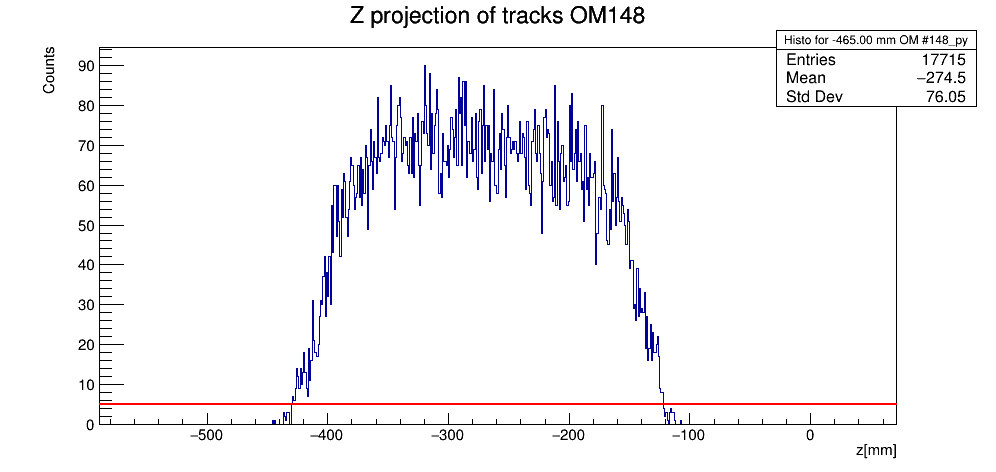 Z projection of tracks OM148
Histo for -465.00 mm OM #148_py
Entries 17715
Mean −274.5
Std Dev 76.05
Counts
90
80
70
60
50
40
30
20
10
0
−500 −400 −300 −200 −100 0
z[mm]